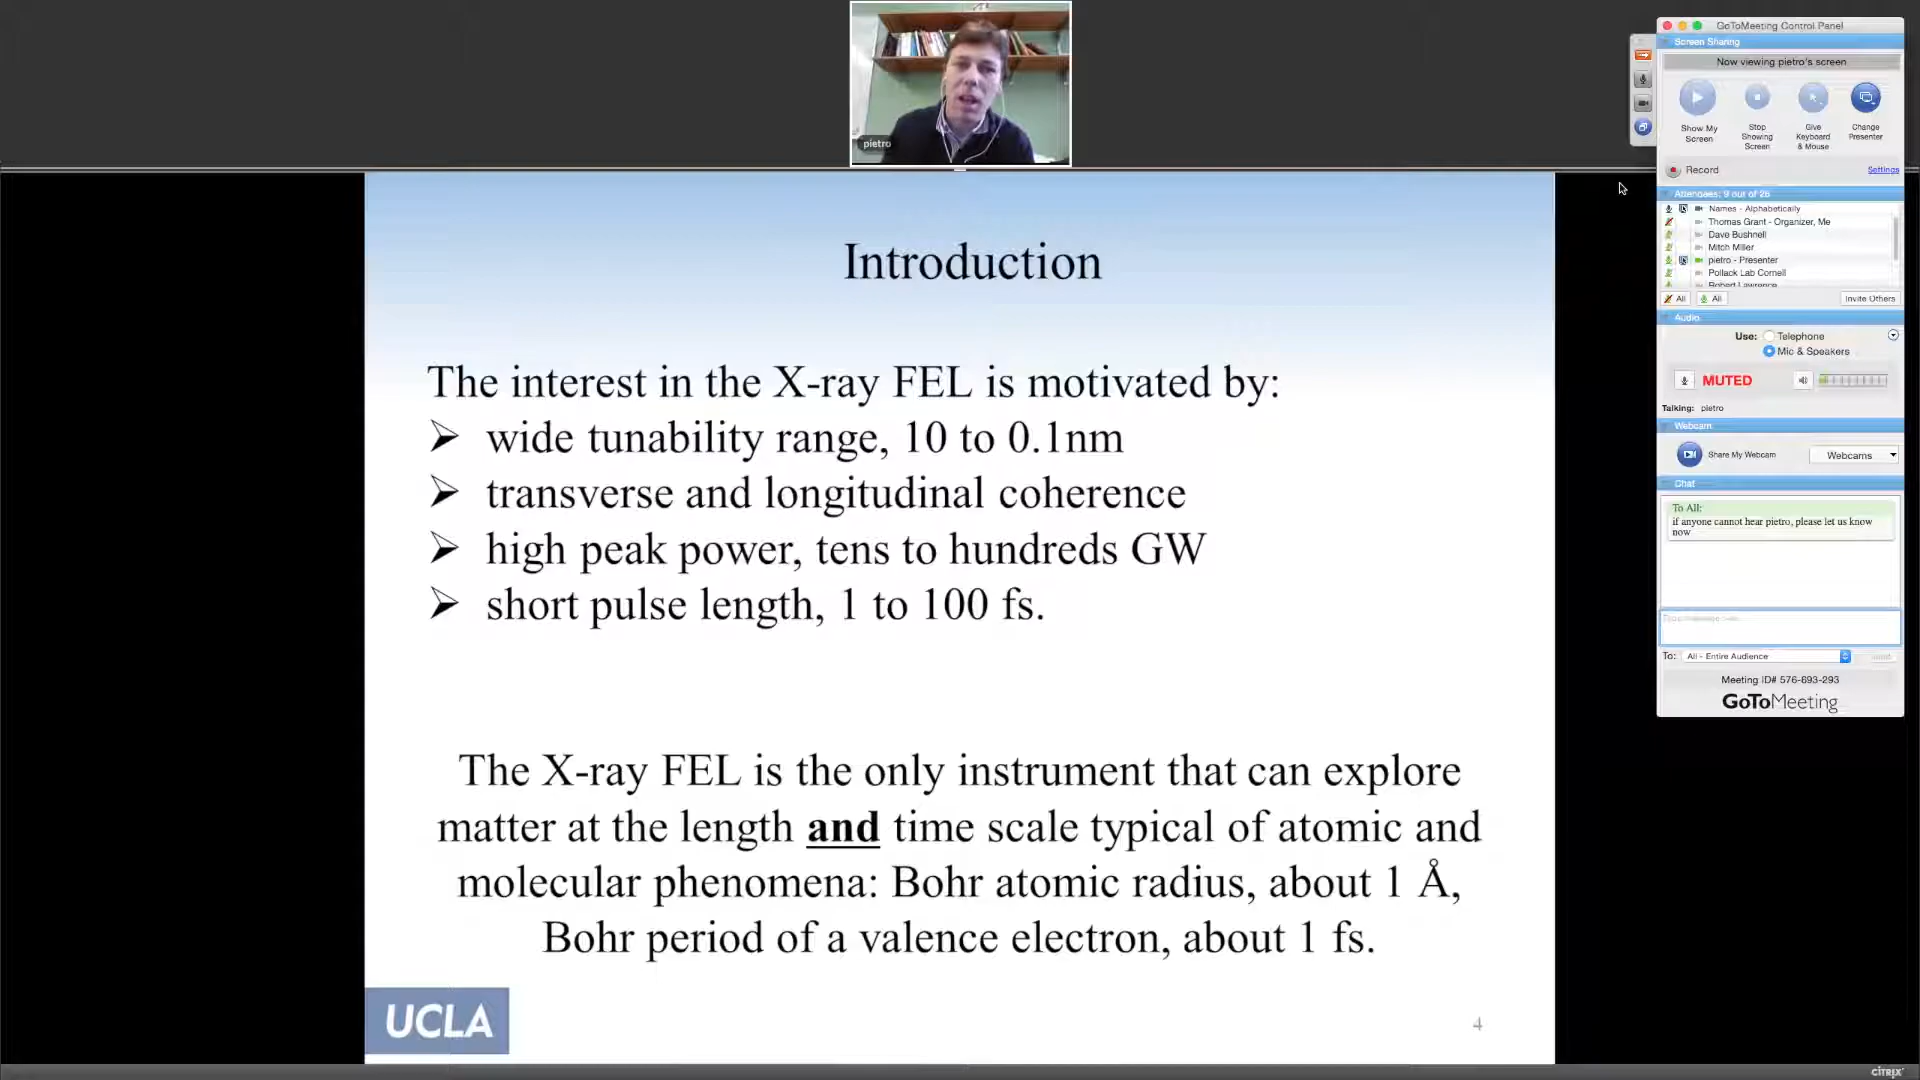 pietro
Introduction
The interest in the X-ray FEL is motivated by:
➢ wide tunability range, 10 to 0.1nm
➢ transverse and longitudinal coherence
➢ high peak power, tens to hundreds GW
➢ short pulse length, 1 to 100 fs.
The X-ray FEL is the only instrument that can explore
matter at the length and time scale typical of atomic and
molecular phenomena: Bohr atomic radius, about 1 Å,
Bohr period of a valence electron, about 1 fs.
UCLA
4
GoToMeeting Control Panel
Screen Sharing
Now viewing pietro's screen
Show My Screen
Stop Showing Screen
Give Keyboard & Mouse
Change Presenter
Record
Settings
Attendees: 9 out of 26
Names - Alphabetically
Thomas Grant - Organizer, Me
Dave Bushnell
Mitch Miller
pietro - Presenter
Pollack Lab Cornell
Robert Lawrence
All
All
Invite Others
Audio
Use: Telephone
Mic & Speakers
MUTED
Talking: pietro
Webcam
Share My Webcam
Webcams
Chat
To All:
if anyone cannot hear pietro, please let us know
now
To: All - Entire Audience
Meeting ID# 576-693-293
GoToMeeting
CITRIX